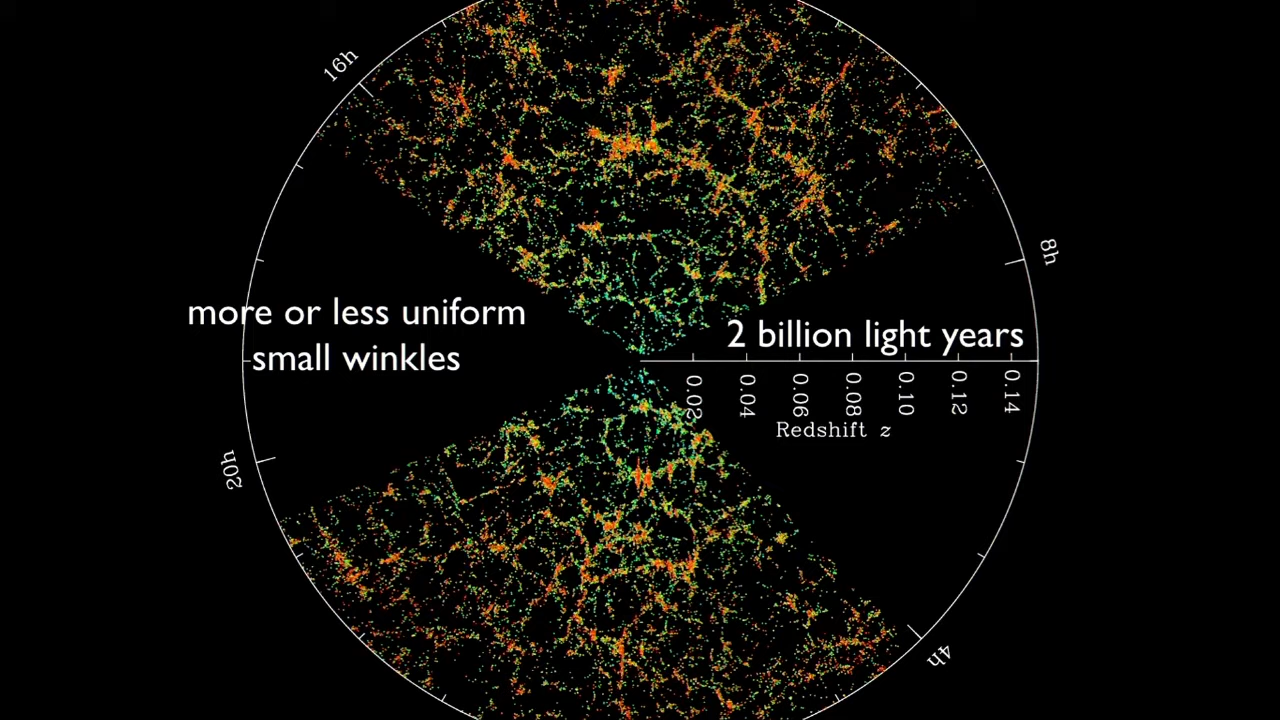 16h
8h
more or less uniform
small winkles
2 billion light years
0.02 0.04 0.06 0.08 0.10 0.12 0.14
Redshift z
20h
4h